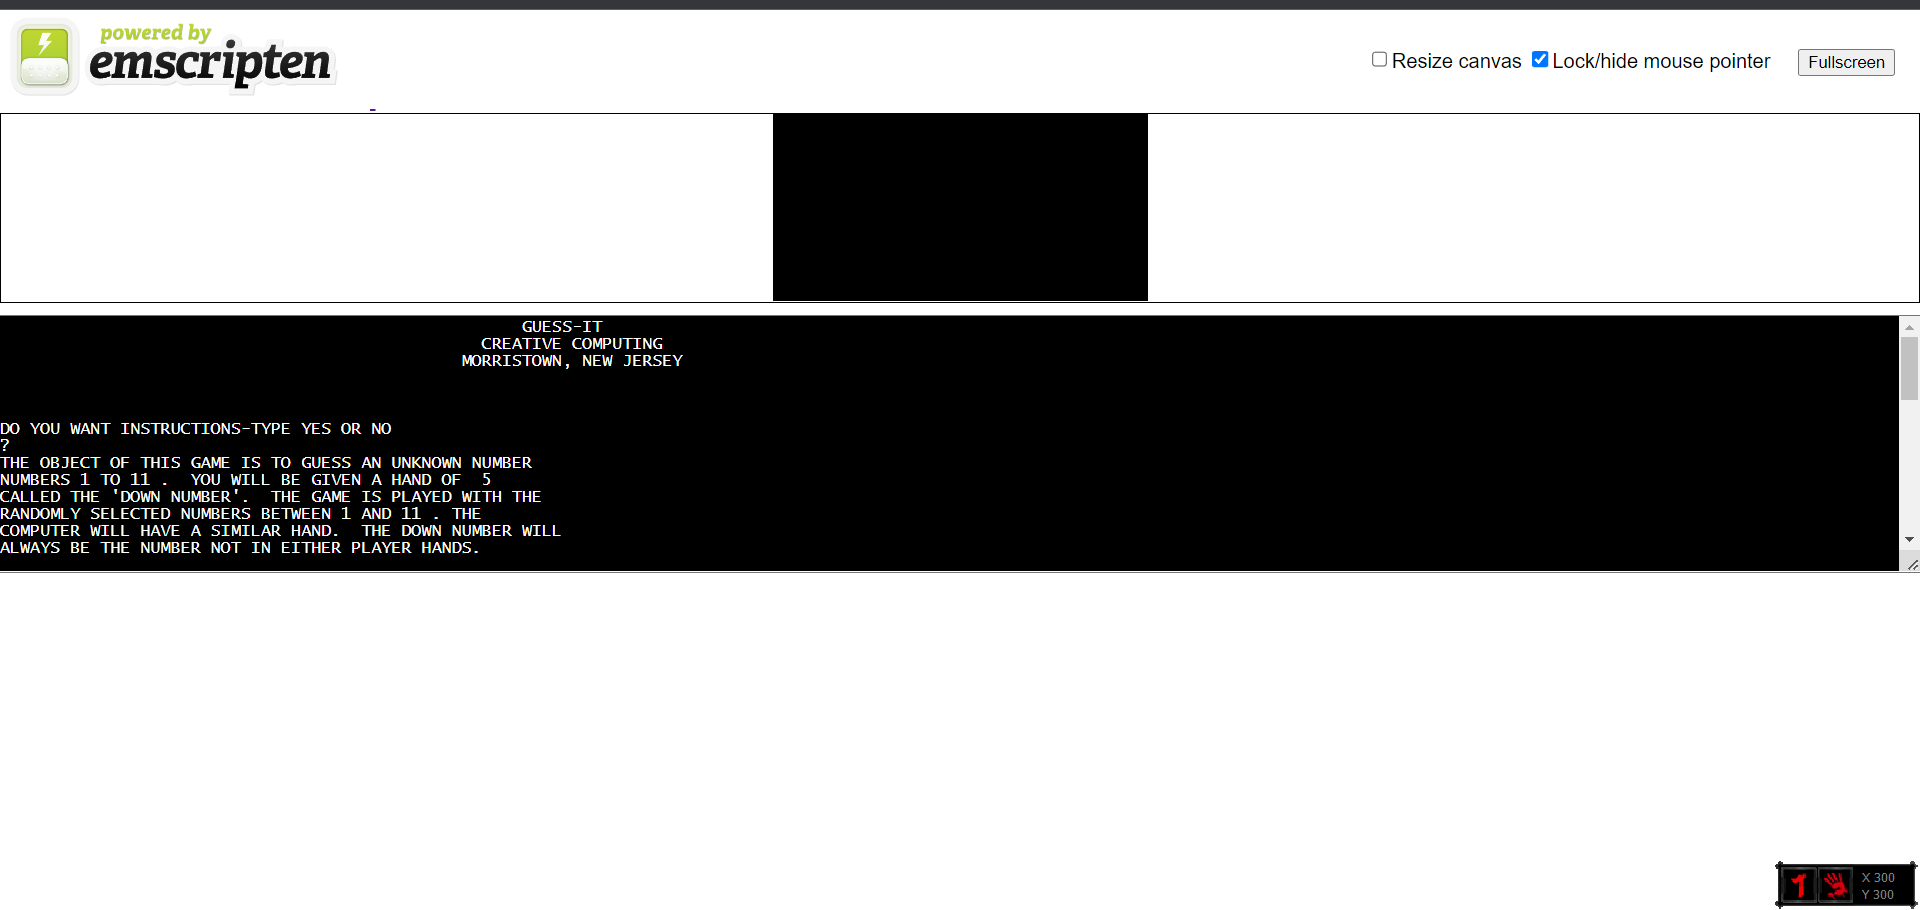 powered by
emscripten
Resize canvas Lock/hide mouse pointer Fullscreen
GUESS-IT
CREATIVE COMPUTING
MORRISTOWN, NEW JERSEY
DO YOU WANT INSTRUCTIONS-TYPE YES OR NO
?
THE OBJECT OF THIS GAME IS TO GUESS AN UNKNOWN NUMBER
NUMBERS 1 TO 11 .  YOU WILL BE GIVEN A HAND OF  5
CALLED THE 'DOWN NUMBER'.  THE GAME IS PLAYED WITH THE
RANDOMLY SELECTED NUMBERS BETWEEN 1 AND 11 . THE
COMPUTER WILL HAVE A SIMILAR HAND.  THE DOWN NUMBER WILL
ALWAYS BE THE NUMBER NOT IN EITHER PLAYER HANDS.
1
X 300
Y 300